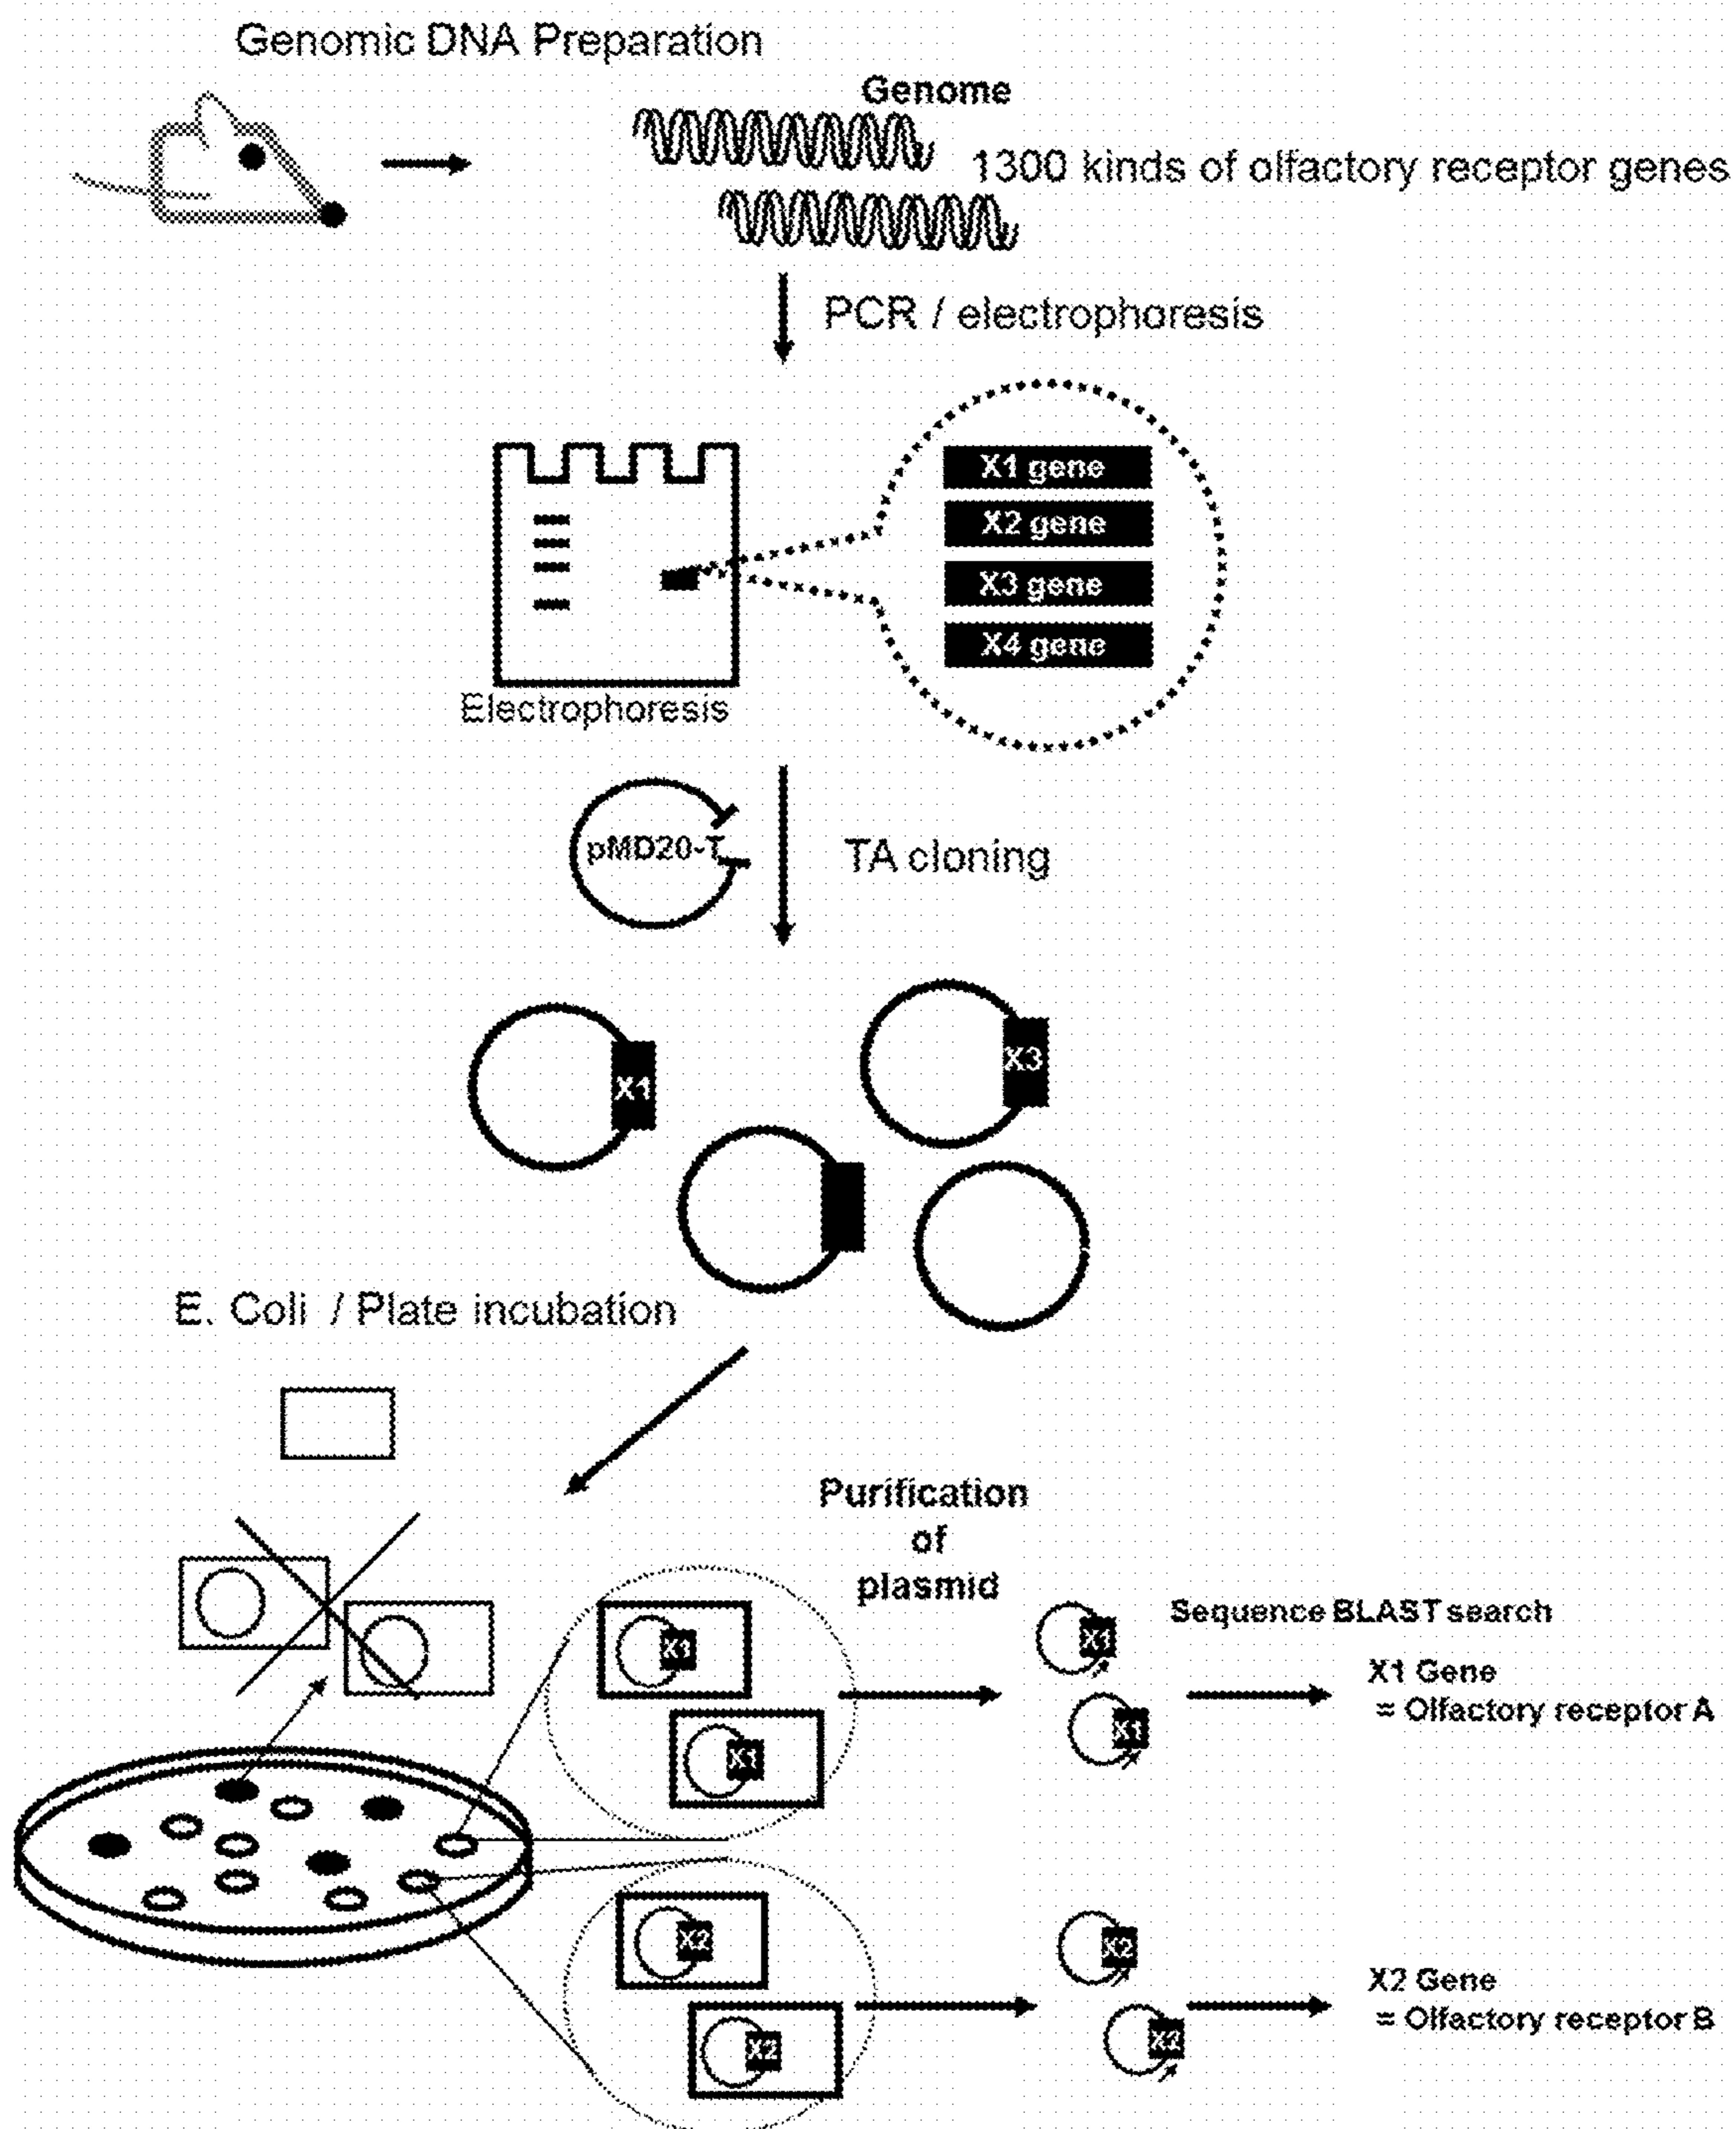 Genomic DNA Preparation
Genome
1300 kinds of olfactory receptor genes
PCR / electrophoresis
X1 gene
X2 gene
X3 gene
X4 gene
Electrophoresis
pMD20-T
TA cloning
X1
X3
E. Coli / Plate incubation
Purification
of
plasmid
Sequence BLAST search
X1
X1
X1
X1
X1 Gene
= Olfactory receptor A
X2
X2
X2
X2
X2 Gene
= Olfactory receptor B